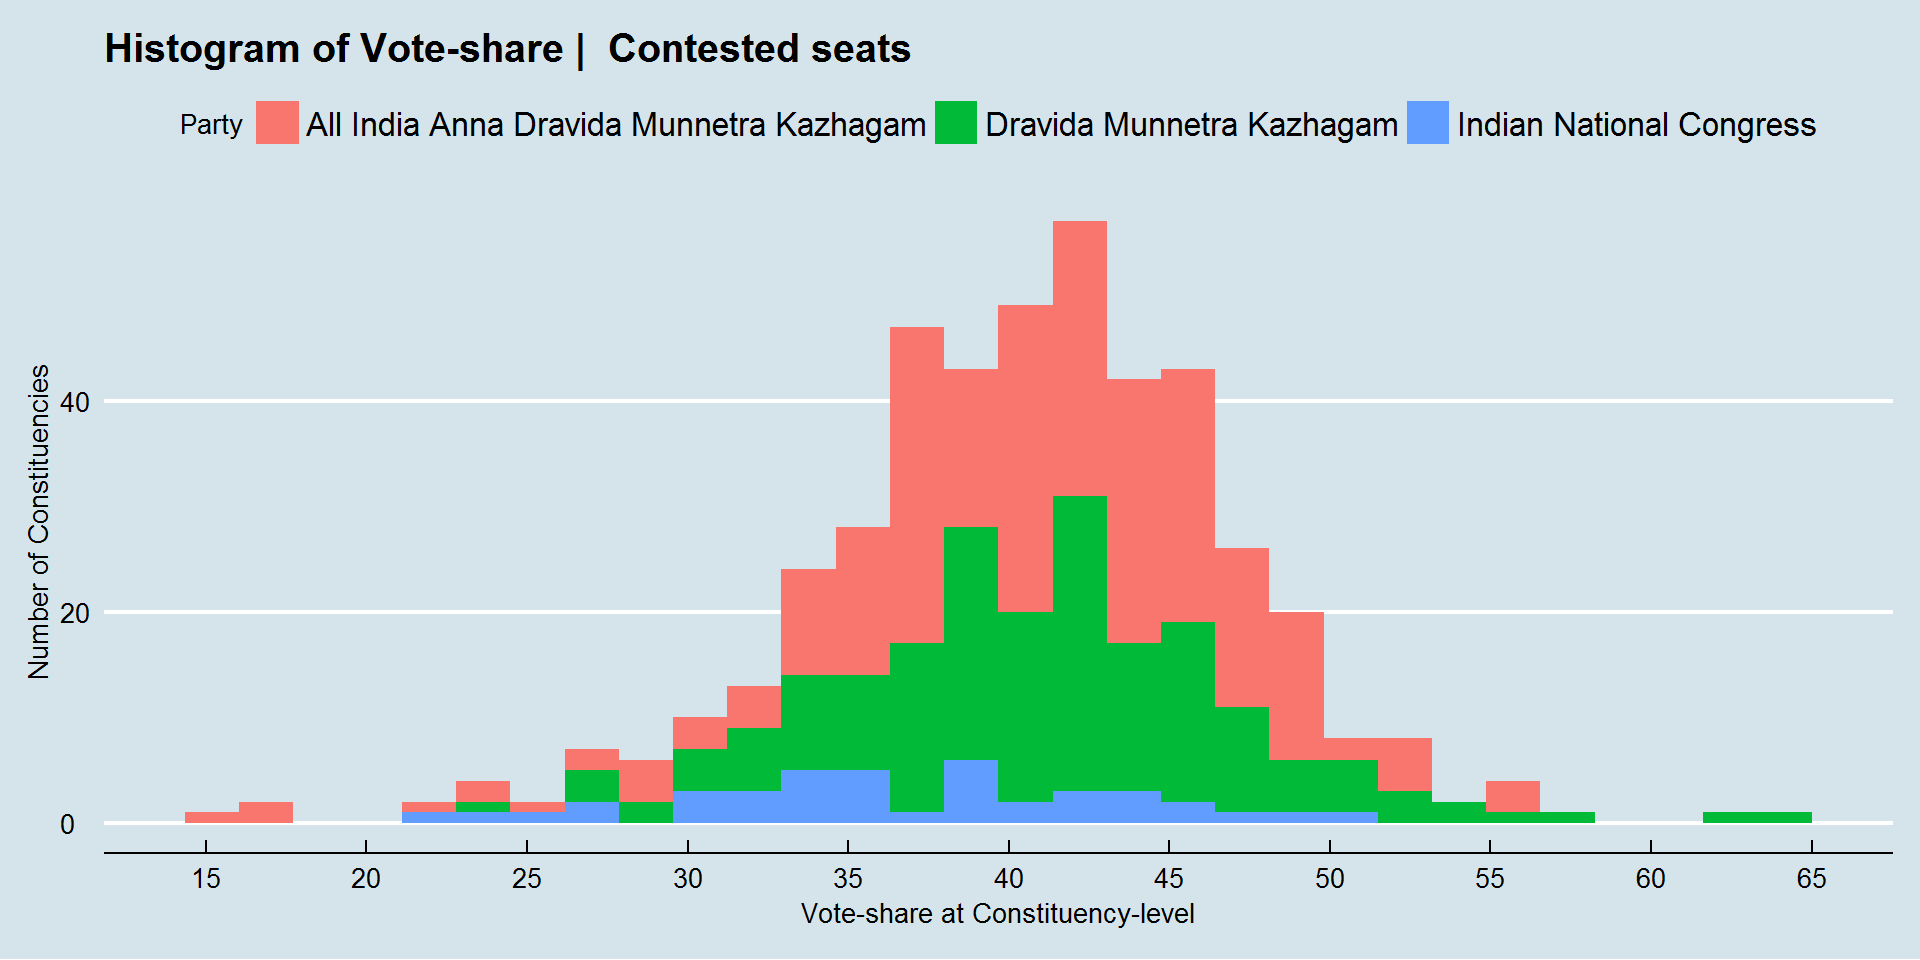 Histogram of Vote-share |  Contested seats
Party All India Anna Dravida Munnetra Kazhagam Dravida Munnetra Kazhagam Indian National Congress
Number of Constituencies
40
20
0
15 20 25 30 35 40 45 50 55 60 65
Vote-share at Constituency-level